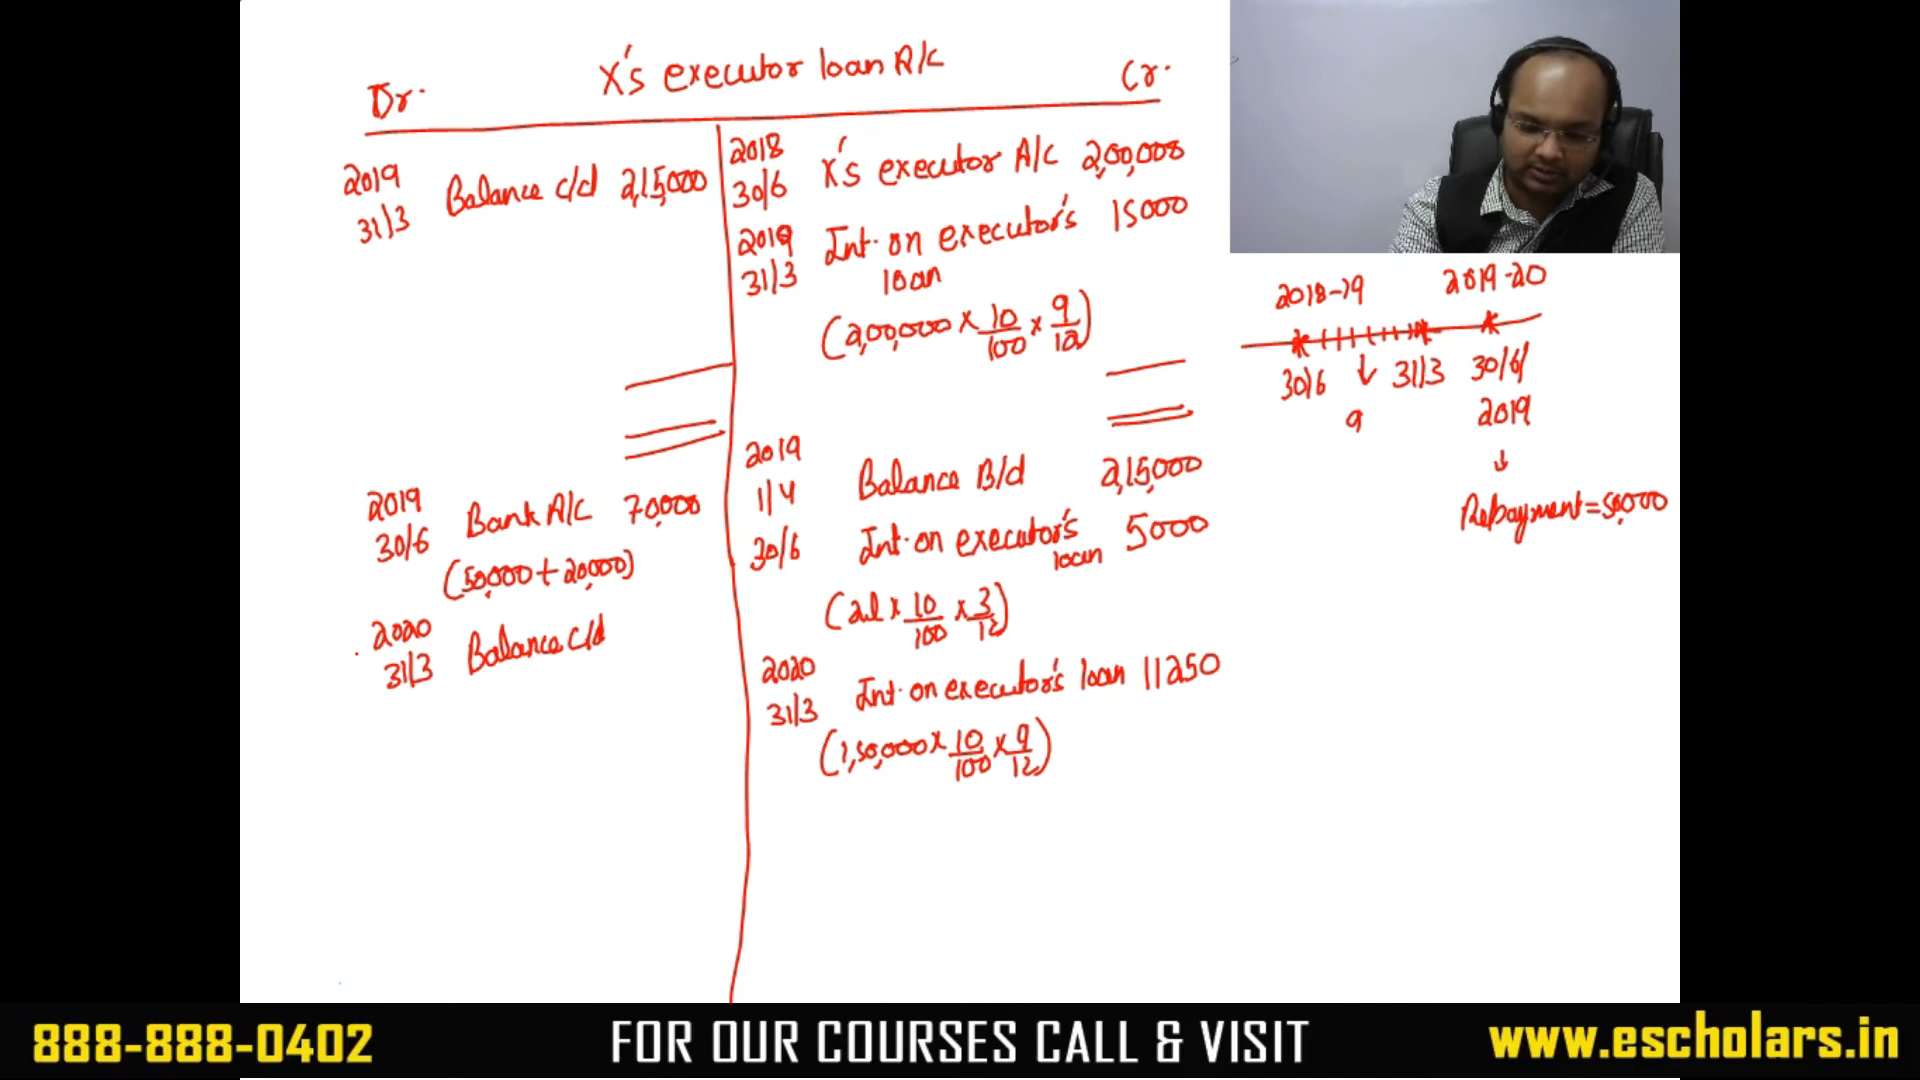 X's executor loan A/c
Dr.
Cr.
2019
31/3
Balance c/d 2,15,000
2018
30/6
X's executor A/c 2,00,000
2019
31/3
Int. on executor's
loan
15000
(2,00,000 × 10/100 × 9/12)
2019
30/6
Bank A/c 70,000
(50,000 + 20,000)
2020
31/3
Balance c/d
2019
1/4
Balance B/d 2,15,000
30/6
Int. on executor's
loan
5000
(2L × 10/100 × 3/12)
2020
31/3
Int. on executor's loan 11250
(1,50,000 × 10/100 × 9/12)
2018-19
2019-20
30/6
↓
31/3
30/6/
9
2019
↓
Repayment = 50,000
888-888-0402
FOR OUR COURSES CALL & VISIT
www.escholars.in